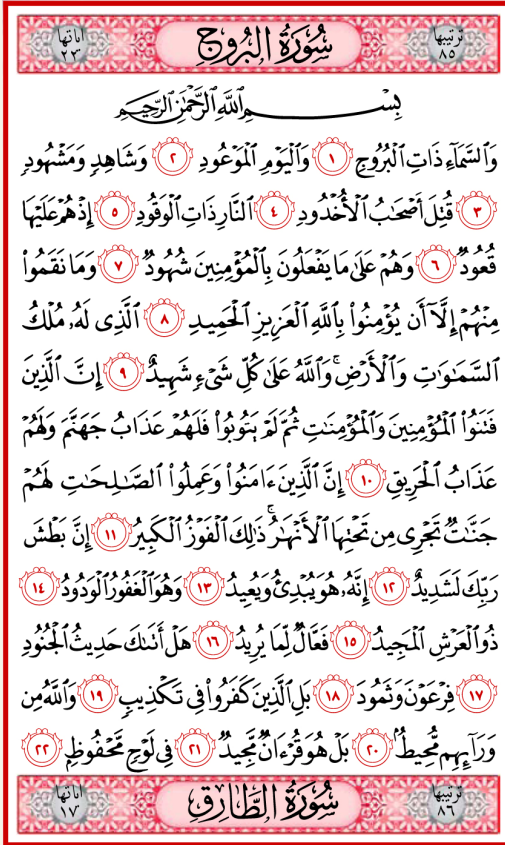 ترتيبها ٨٥ سُورَةُ البُرُوجِ اياتها ٢٣
بِسْمِ ٱللَّهِ ٱلرَّحْمَٰنِ ٱلرَّحِيمِ
وَٱلسَّمَآءِ ذَاتِ ٱلْبُرُوجِ ١ وَٱلْيَوْمِ ٱلْمَوْعُودِ ٢ وَشَاهِدٍ وَمَشْهُودٍ
٣ قُتِلَ أَصْحَٰبُ ٱلْأُخْدُودِ ٤ ٱلنَّارِ ذَاتِ ٱلْوَقُودِ ٥ إِذْ هُمْ عَلَيْهَا
قُعُودٌ ٦ وَهُمْ عَلَىٰ مَا يَفْعَلُونَ بِٱلْمُؤْمِنِينَ شُهُودٌ ٧ وَمَا نَقَمُوا۟
مِنْهُمْ إِلَّآ أَن يُؤْمِنُوا۟ بِٱللَّهِ ٱلْعَزِيزِ ٱلْحَمِيدِ ٨ ٱلَّذِى لَهُۥ مُلْكُ
ٱلسَّمَٰوَٰتِ وَٱلْأَرْضِ ۚ وَٱللَّهُ عَلَىٰ كُلِّ شَىْءٍ شَهِيدٌ ٩ إِنَّ ٱلَّذِينَ
فَتَنُوا۟ ٱلْمُؤْمِنِينَ وَٱلْمُؤْمِنَٰتِ ثُمَّ لَمْ يَتُوبُوا۟ فَلَهُمْ عَذَابُ جَهَنَّمَ وَلَهُمْ
عَذَابُ ٱلْحَرِيقِ ١٠ إِنَّ ٱلَّذِينَ ءَامَنُوا۟ وَعَمِلُوا۟ ٱلصَّٰلِحَٰتِ لَهُمْ
جَنَّٰتٌ تَجْرِى مِن تَحْتِهَا ٱلْأَنْهَٰرُ ۚ ذَٰلِكَ ٱلْفَوْزُ ٱلْكَبِيرُ ١١ إِنَّ بَطْشَ
رَبِّكَ لَشَدِيدٌ ١٢ إِنَّهُۥ هُوَ يُبْدِئُ وَيُعِيدُ ١٣ وَهُوَ ٱلْغَفُورُ ٱلْوَدُودُ ١٤
ذُو ٱلْعَرْشِ ٱلْمَجِيدُ ١٥ فَعَّالٌ لِّمَا يُرِيدُ ١٦ هَلْ أَتَىٰكَ حَدِيثُ ٱلْجُنُودِ
١٧ فِرْعَوْنَ وَثَمُودَ ١٨ بَلِ ٱلَّذِينَ كَفَرُوا۟ فِى تَكْذِيبٍ ١٩ وَٱللَّهُ مِن
وَرَآئِهِم مُّحِيطٌۢ ٢٠ بَلْ هُوَ قُرْءَانٌ مَّجِيدٌ ٢١ فِى لَوْحٍ مَّحْفُوظٍۭ ٢٢
ترتيبها ٨٦ سُورَةُ الطَّارِقِ اياتها ١٧